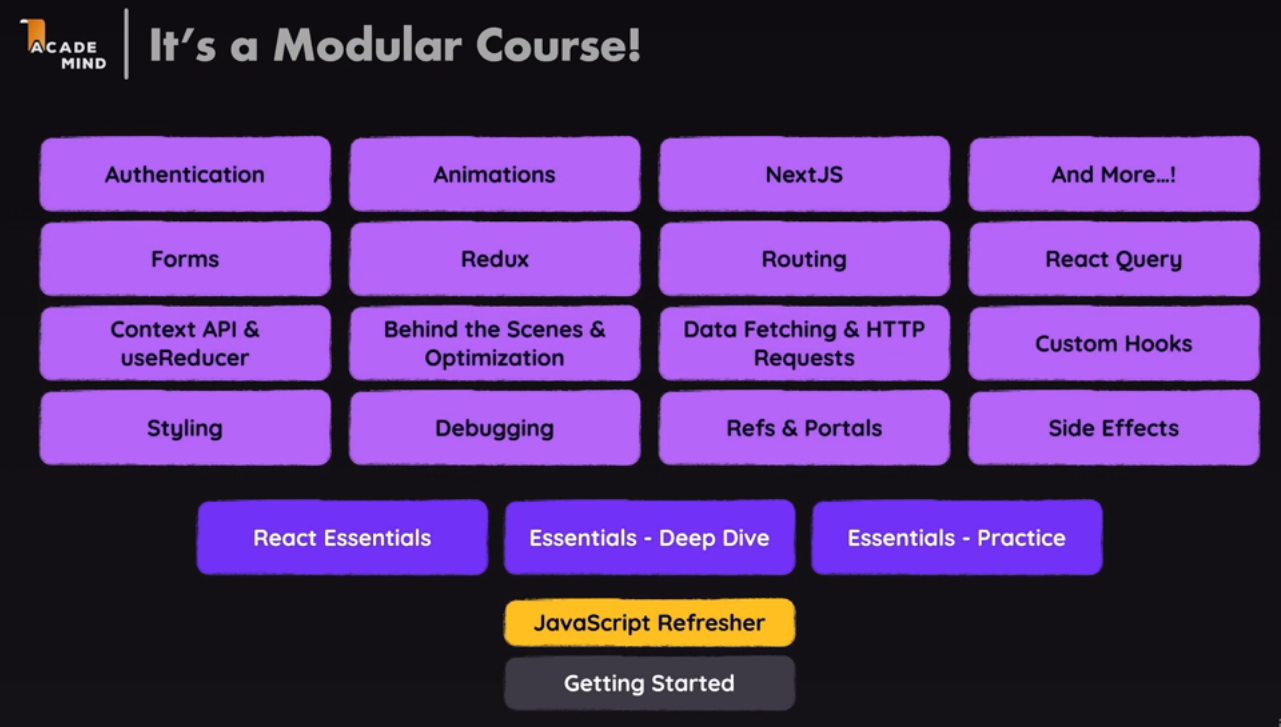 ACADE
MIND
It's a Modular Course!
Authentication
Animations
NextJS
And More...!
Forms
Redux
Routing
React Query
Context API &
useReducer
Behind the Scenes &
Optimization
Data Fetching & HTTP
Requests
Custom Hooks
Styling
Debugging
Refs & Portals
Side Effects
React Essentials
Essentials - Deep Dive
Essentials - Practice
JavaScript Refresher
Getting Started